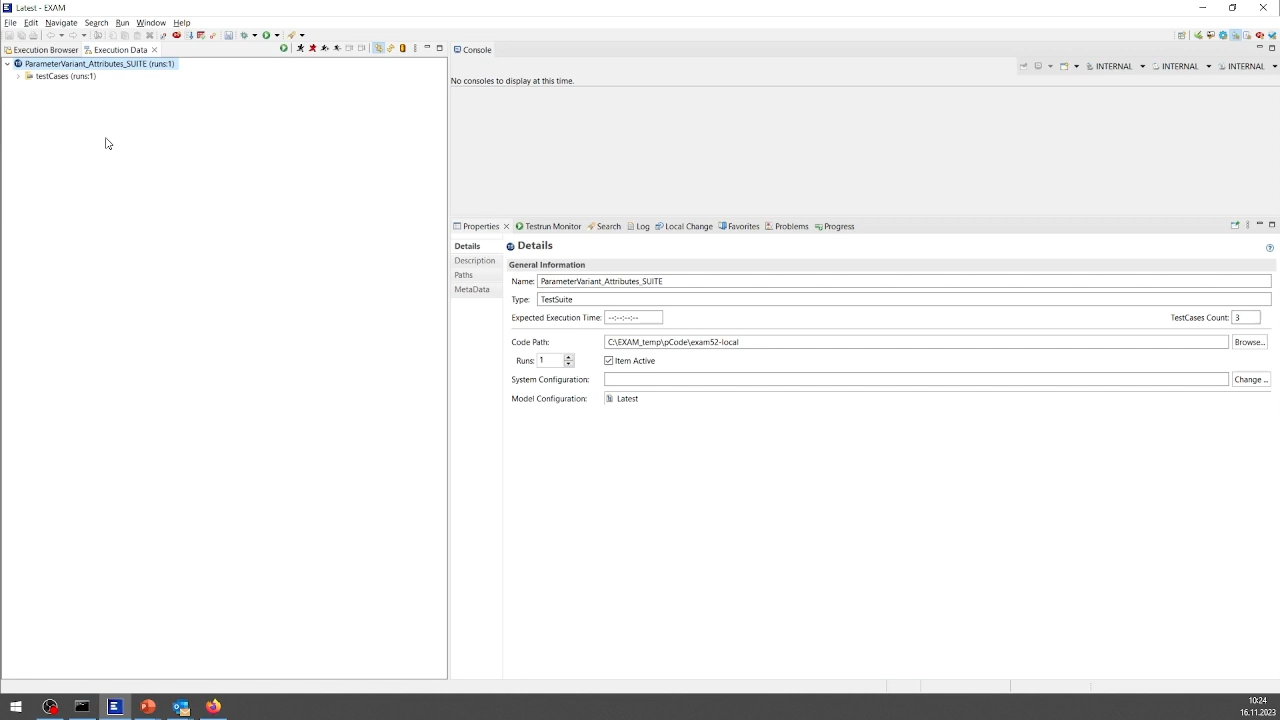 Latest - EXAM
File Edit Navigate Search Run Window Help
Execution Browser Execution Data
ParameterVariant_Attributes_SUITE (runs:1)
testCases (runs:1)
Console
INTERNAL INTERNAL INTERNAL
No consoles to display at this time.
Properties Testrun Monitor Search Log Local Change Favorites Problems Progress
Details
Description
Paths
MetaData
Details
General Information
Name: ParameterVariant_Attributes_SUITE
Type: TestSuite
Expected Execution Time: --:--:--:-- TestCases Count: 3
Code Path: C:\EXAM_temp\pCode\exam52-local Browse...
Runs: 1 Item Active
System Configuration: Change ..
Model Configuration: Latest
10:24
16.11.2023